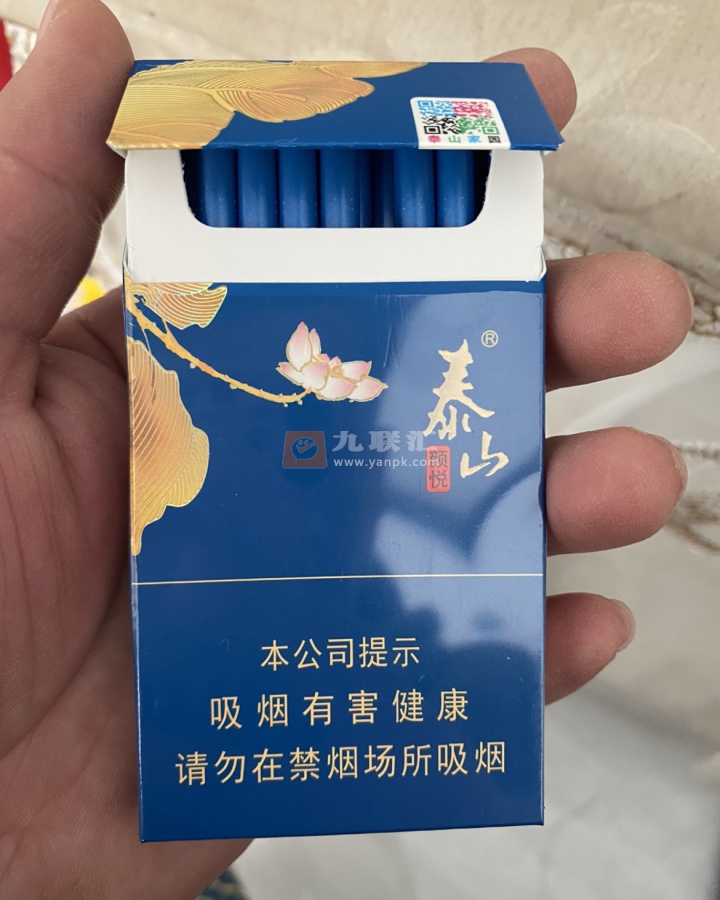 泰山家园
泰山
®
颜悦
九联汇
www.yanpk.com
本公司提示
吸烟有害健康
请勿在禁烟场所吸烟